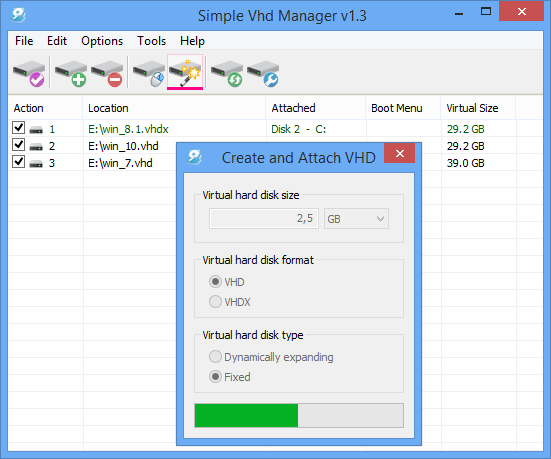 Simple Vhd Manager v1.3
File Edit Options Tools Help
Action Location Attached Boot Menu Virtual Size
1 E:\win_8.1.vhdx Disk 2 - C: 29.2 GB
2 E:\win_10.vhd 29.2 GB
3 E:\win_7.vhd 39.0 GB
Create and Attach VHD
Virtual hard disk size
2,5 GB
Virtual hard disk format
VHD
VHDX
Virtual hard disk type
Dynamically expanding
Fixed